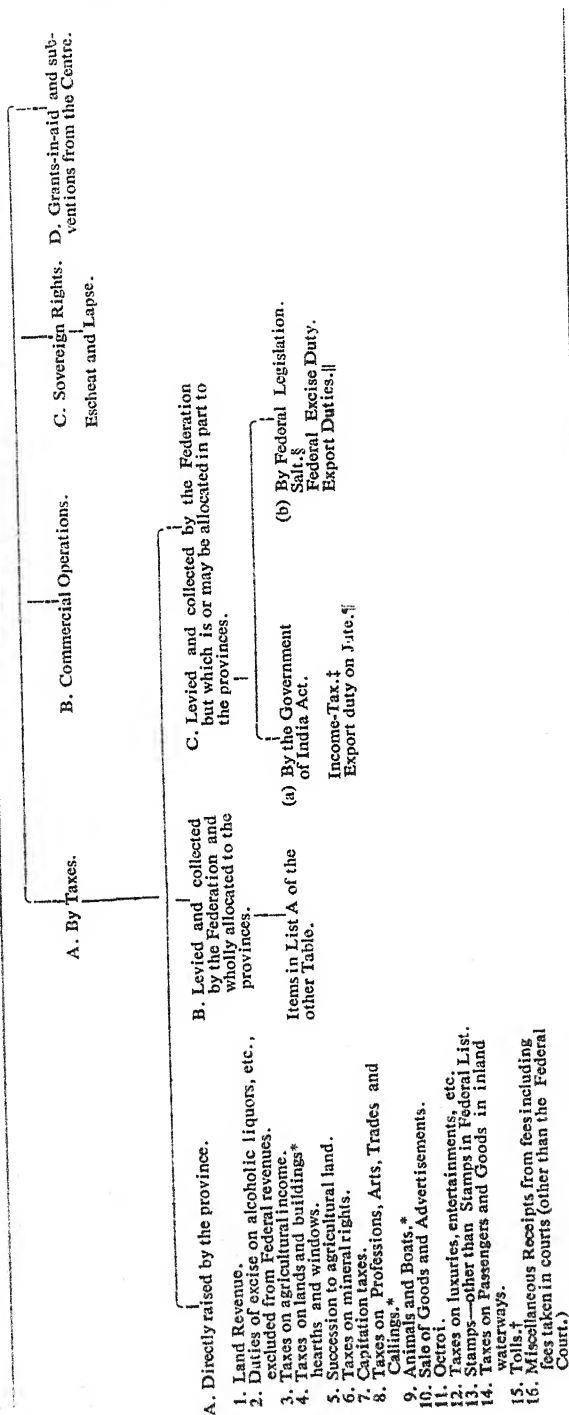 A. By Taxes.
B. Commercial Operations.
C. Sovereign Rights.
Escheat and Lapse.
D. Grants-in-aid and sub-
ventions from the Centre.
A. Directly raised by the province.
1. Land Revenue.
2. Duties of excise on alcoholic liquors, etc.,
excluded from Federal revenues.
3. Taxes on agricultural income.
4. Taxes on lands and buildings*
hearths and windows.
5. Succession to agricultural land.
6. Taxes on mineral rights.
7. Capitation taxes.
8. Taxes on Professions, Arts, Trades and
Callings.*
9. Animals and Boats.*
10. Sale of Goods and Advertisements.
11. Octroi.
12. Taxes on luxuries, entertainments, etc.
13. Stamps—other than Stamps in Federal List.
14. Taxes on Passengers and Goods in inland
waterways.
15. Tolls.†
16. Miscellaneous Receipts from fees including
fees taken in courts (other than the Federal
Court.)
B. Levied and collected
by the Federation and
wholly allocated to the
provinces.
Items in List A of the
other Table.
C. Levied and collected by the Federation
but which is or may be allocated in part to
the provinces.
(a) By the Government
of India Act.
Income-Tax.‡
Export duty on Jute.¶
(b) By Federal Legislation.
Salt.§
Federal Excise Duty.
Export Duties.||